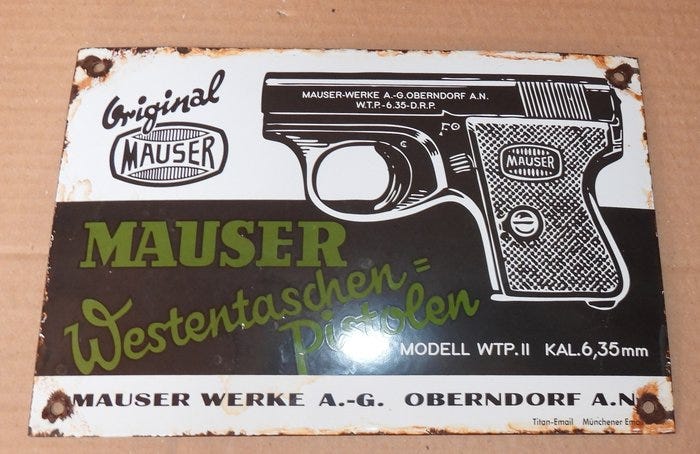 Original
MAUSER
MAUSER-WERKE A.-G. OBERNDORF A.N.
W.T.P.-6.35-D.R.P.
MAUSER
MAUSER
Westentaschen=
Pistolen
MODELL WTP. II KAL. 6,35mm
MAUSER WERKE A.-G. OBERNDORF A.N.
Titan-Email Münchener